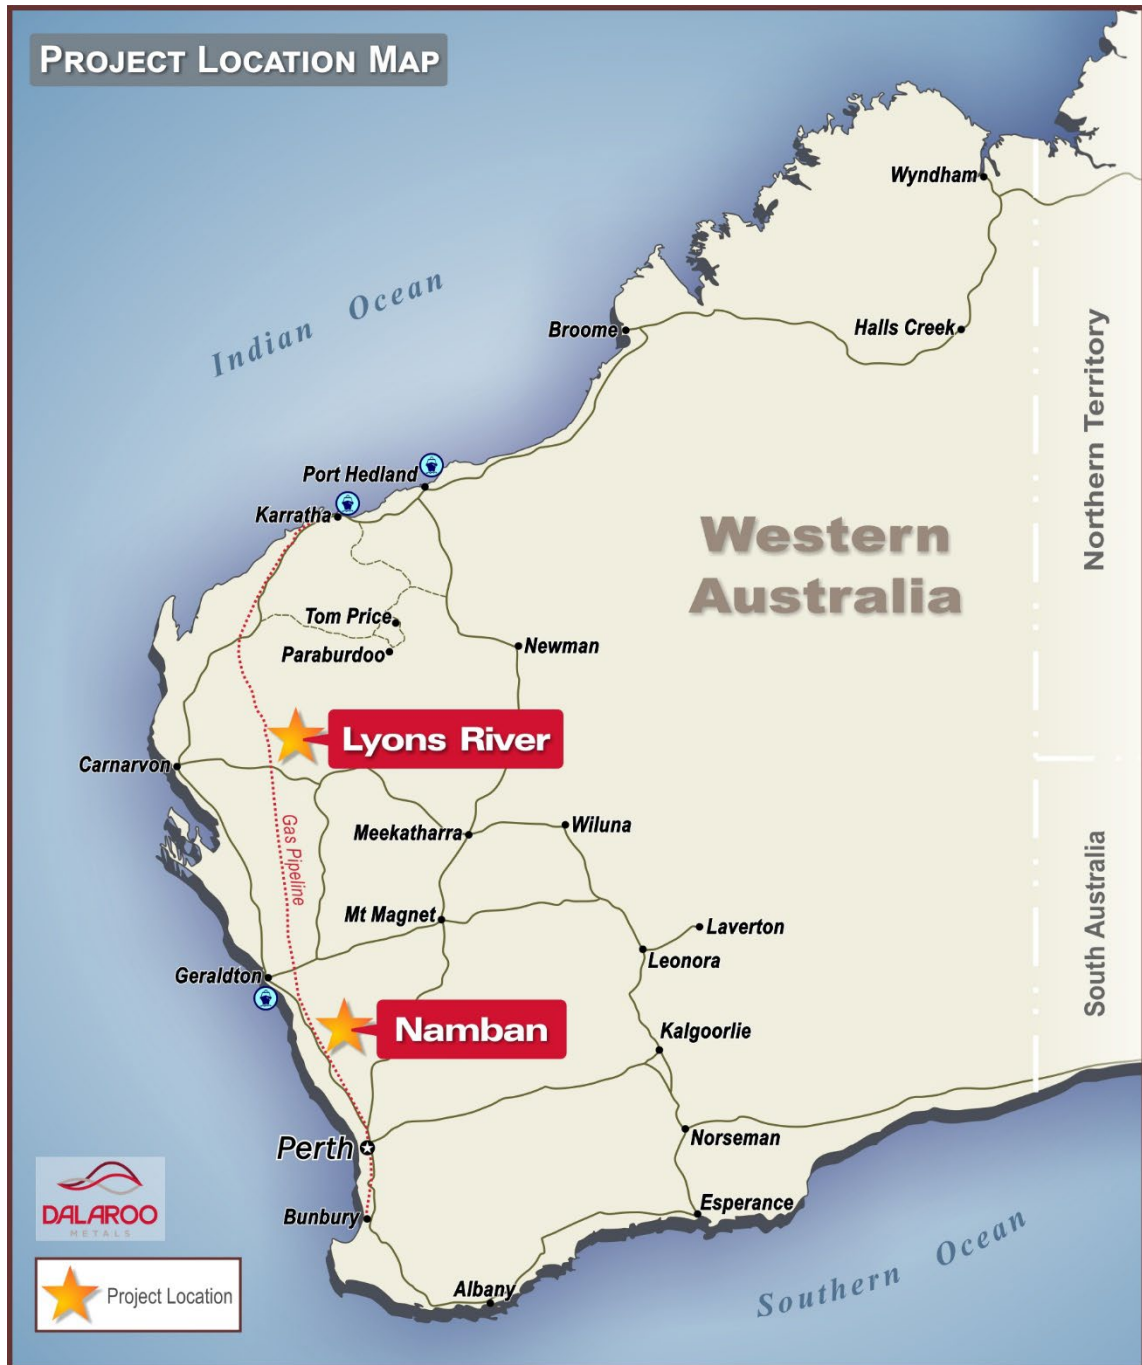 PROJECT LOCATION MAP
Wyndham
Indian Ocean
Broome
Halls Creek
Northern Territory
Port Hedland
Karratha
Western
Australia
Tom Price
Paraburdoo
Newman
Lyons River
Carnarvon
Gas Pipeline
Meekatharra
Wiluna
South Australia
Mt Magnet
Laverton
Leonora
Geraldton
Namban
Kalgoorlie
Perth
Norseman
DALAROO
METALS
Bunbury
Esperance
Southern Ocean
Albany
Project Location